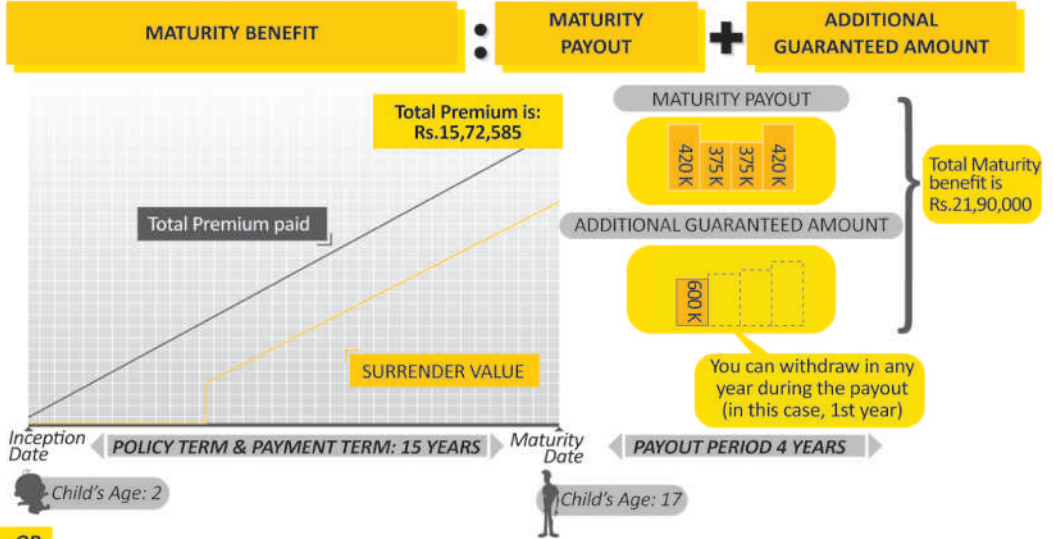 MATURITY BENEFIT
:
MATURITY
PAYOUT
+
ADDITIONAL
GUARANTEED AMOUNT
Total Premium is:
Rs.15,72,585
Total Premium paid
SURRENDER VALUE
MATURITY PAYOUT
420 K
375 K
375 K
420 K
ADDITIONAL GUARANTEED AMOUNT
600 K
You can withdraw in any
year during the payout
(in this case, 1st year)
Total Maturity
benefit is
Rs.21,90,000
Inception
Date
POLICY TERM & PAYMENT TERM: 15 YEARS
Maturity
Date
PAYOUT PERIOD 4 YEARS
Child's Age: 2
Child's Age: 17